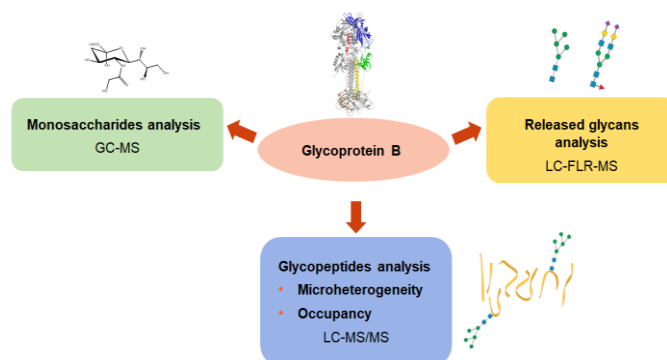 Monosaccharides analysis
GC-MS
Glycoprotein B
Released glycans
analysis
LC-FLR-MS
Glycopeptides analysis
• Microheterogeneity
• Occupancy
LC-MS/MS